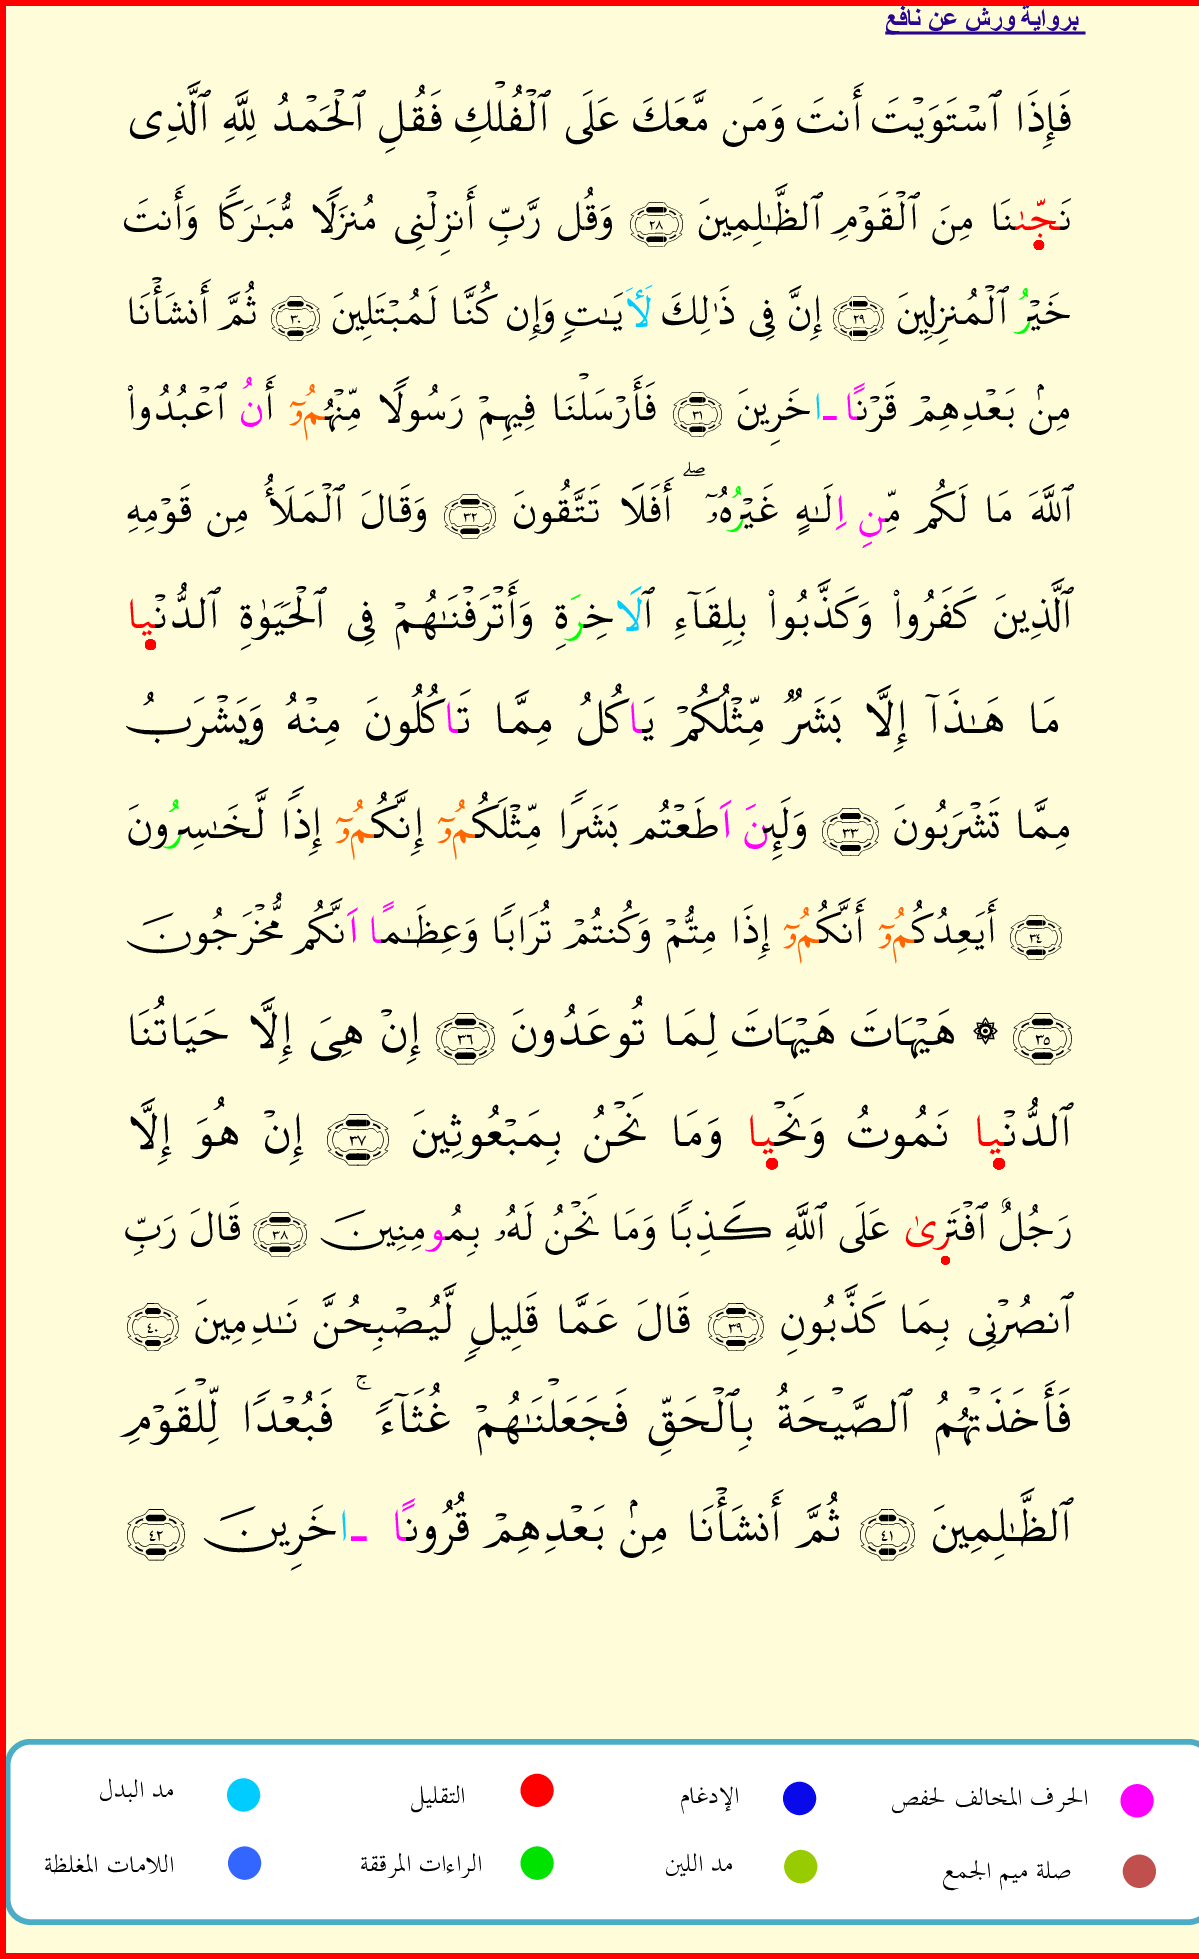 برواية ورش عن نافع
فَإِذَا ٱسْتَوَيْتَ أَنتَ وَمَن مَّعَكَ عَلَى ٱلْفُلْكِ فَقُلِ ٱلْحَمْدُ لِلَّهِ ٱلَّذِى
نَجّ۪ىٰنَا مِنَ ٱلْقَوْمِ ٱلظَّٰلِمِينَ ٢٨ وَقُل رَّبِّ أَنزِلْنِى مُنزَلًا مُّبَٰرَكًا وَأَنتَ
خَيْرُ ٱلْمُنزِلِينَ ٢٩ إِنَّ فِى ذَٰلِكَ لَأَيَٰتٍ وَإِن كُنَّا لَمُبْتَلِينَ ٣٠ ثُمَّ أَنشَأْنَا
مِنۢ بَعْدِهِمْ قَرْنًا ـاخَرِينَ ٣١ فَأَرْسَلْنَا فِيهِمْ رَسُولًا مِّنْهُمُۥٓ أَنُ ٱعْبُدُوا۟
ٱللَّهَ مَا لَكُم مِّنِ اِلَٰهٍ غَيْرُهُۥٓ ۖ أَفَلَا تَتَّقُونَ ٣٢ وَقَالَ ٱلْمَلَأُ مِن قَوْمِهِ
ٱلَّذِينَ كَفَرُوا۟ وَكَذَّبُوا۟ بِلِقَآءِ ٱلَاخِرَةِ وَأَتْرَفْنَٰهُمْ فِى ٱلْحَيَوٰةِ ٱلدُّنْي۪ا
مَا هَٰذَآ إِلَّا بَشَرٌ مِّثْلُكُمْ يَاكُلُ مِمَّا تَاكُلُونَ مِنْهُ وَيَشْرَبُ
مِمَّا تَشْرَبُونَ ٣٣ وَلَئِنَ اَطَعْتُم بَشَرًا مِّثْلَكُمُۥٓ إِنَّكُمُۥٓ إِذًا لَّخَٰسِرُونَ
٣٤ أَيَعِدُكُمُۥٓ أَنَّكُمُۥٓ إِذَا مِتُّمْ وَكُنتُمْ تُرَابًا وَعِظَٰمًا اَنَّكُم مُّخْرَجُونَ
٣٥ ۞ هَيْهَاتَ هَيْهَاتَ لِمَا تُوعَدُونَ ٣٦ إِنْ هِىَ إِلَّا حَيَاتُنَا
ٱلدُّنْي۪ا نَمُوتُ وَنَحْي۪ا وَمَا نَحْنُ بِمَبْعُوثِينَ ٣٧ إِنْ هُوَ إِلَّا
رَجُلٌ ٱفْتَر۪ىٰ عَلَى ٱللَّهِ كَذِبًا وَمَا نَحْنُ لَهُۥ بِمُومِنِينَ ٣٨ قَالَ رَبِّ
ٱنصُرْنِى بِمَا كَذَّبُونِ ٣٩ قَالَ عَمَّا قَلِيلٍ لَّيُصْبِحُنَّ نَٰدِمِينَ ٤٠
فَأَخَذَتْهُمُ ٱلصَّيْحَةُ بِٱلْحَقِّ فَجَعَلْنَٰهُمْ غُثَآءً ۚ فَبُعْدًا لِّلْقَوْمِ
ٱلظَّٰلِمِينَ ٤١ ثُمَّ أَنشَأْنَا مِنۢ بَعْدِهِمْ قُرُونًا ـاخَرِينَ ٤٢
الحرف المخالف لحفص الإدغام التقليل مد البدل
صلة ميم الجمع مد اللين الراءات المرققة اللامات المغلظة